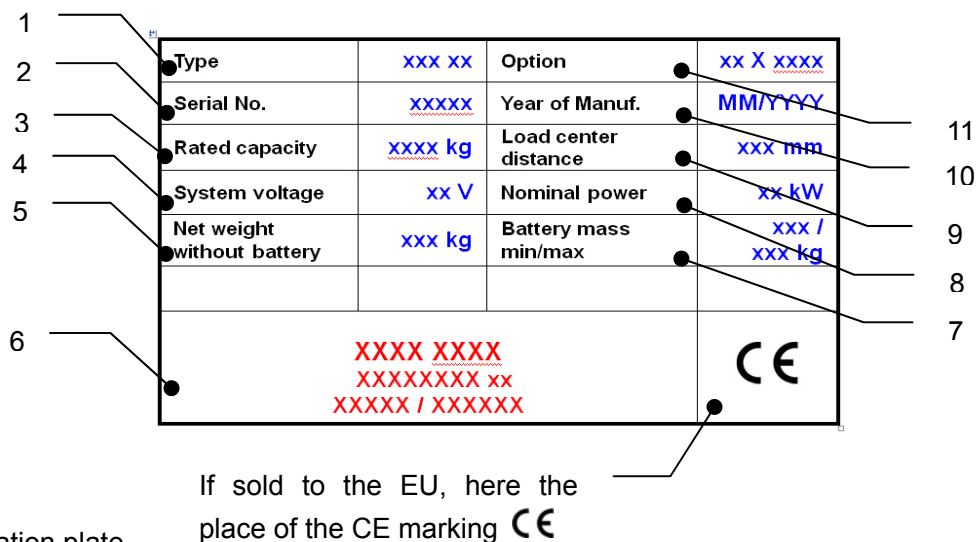 1
2
3
4
5
6
Type xxx xx Option xx X xxxx
Serial No. xxxxx Year of Manuf. MM/YYYY
Rated capacity xxxx kg Load center distance xxx mm
System voltage xx V Nominal power xx kW
Net weight without battery xxx kg Battery mass min/max xxx / xxx kg
XXXX XXXX
XXXXXXXX xx
XXXXX / XXXXXX
CE
11
10
9
8
7
If sold to the EU, here the
place of the CE marking CE
ation plate